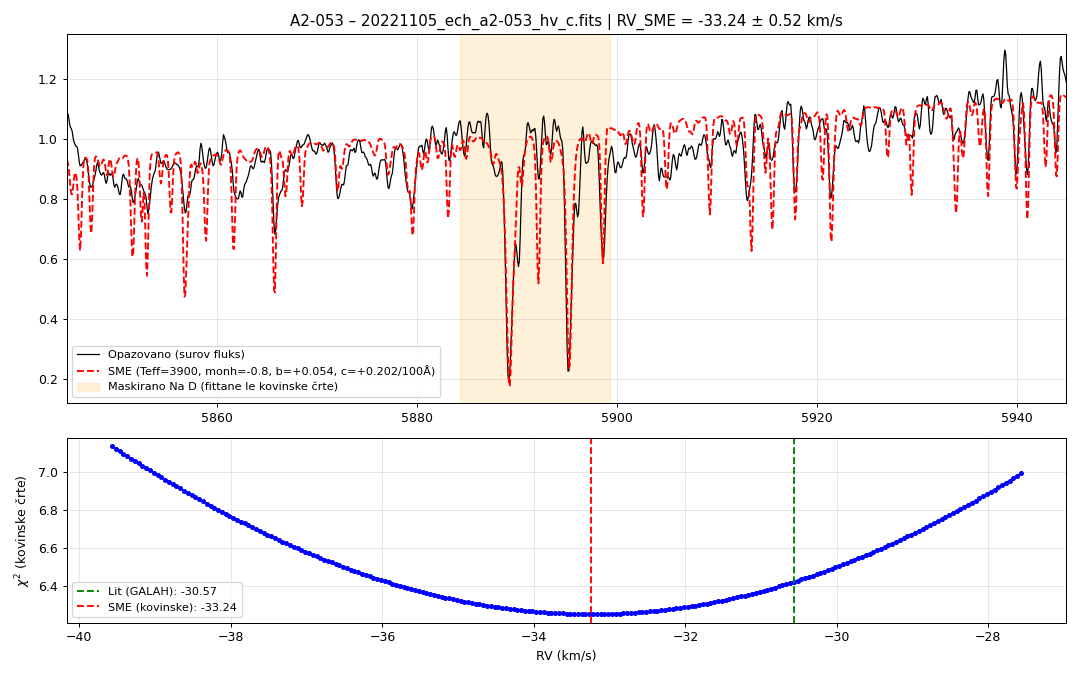 A2-053 – 20221105_ech_a2-053_hv_c.fits | RV_SME = -33.24 ± 0.52 km/s
1.2
1.0
0.8
0.6
0.4
0.2
Opazovano (surov fluks)
SME (Teff=3900, monh=-0.8, b=+0.054, c=+0.202/100Å)
Maskirano Na D (fittane le kovinske črte)
5860 5880 5900 5920 5940
χ² (kovinske črte)
7.0
6.8
6.6
6.4
Lit (GALAH): -30.57
SME (kovinske): -33.24
−40 −38 −36 −34 −32 −30 −28
RV (km/s)